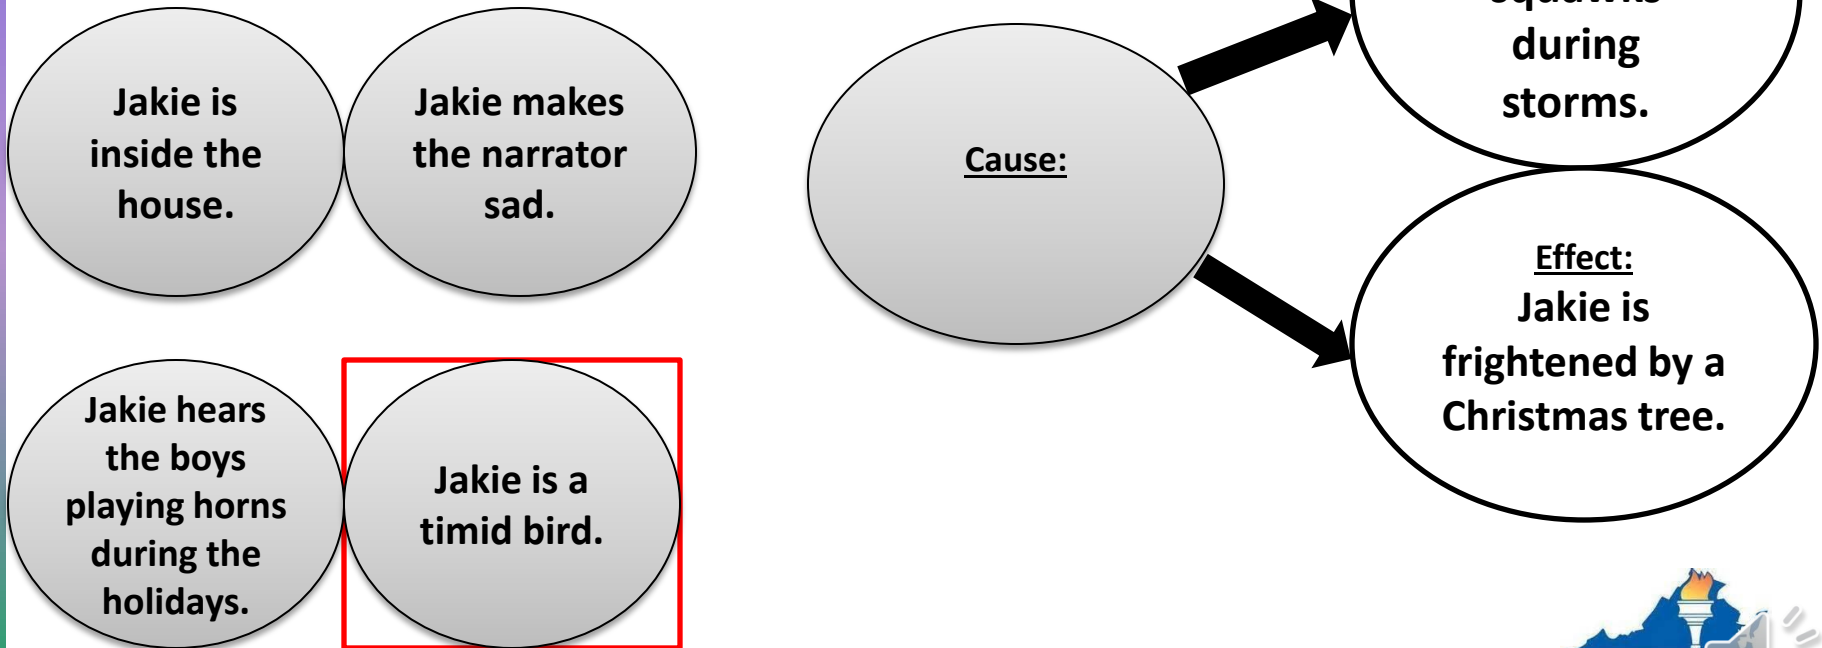 Jakie is
inside the
house.
Jakie makes
the narrator
sad.
Jakie hears
the boys
playing horns
during the
holidays.
Jakie is a
timid bird.
Cause:
during
storms.
Effect:
Jakie is
frightened by a
Christmas tree.